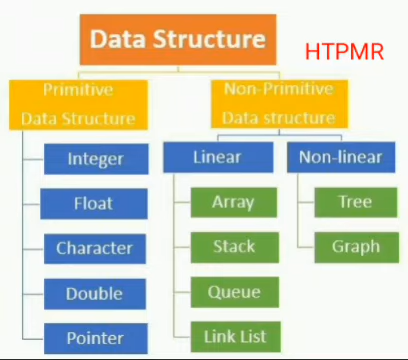 Data Structure
HTPMR
Primitive
Data Structure
Non-Primitive
Data structure
Integer
Float
Character
Double
Pointer
Linear
Array
Stack
Queue
Link List
Non-linear
Tree
Graph